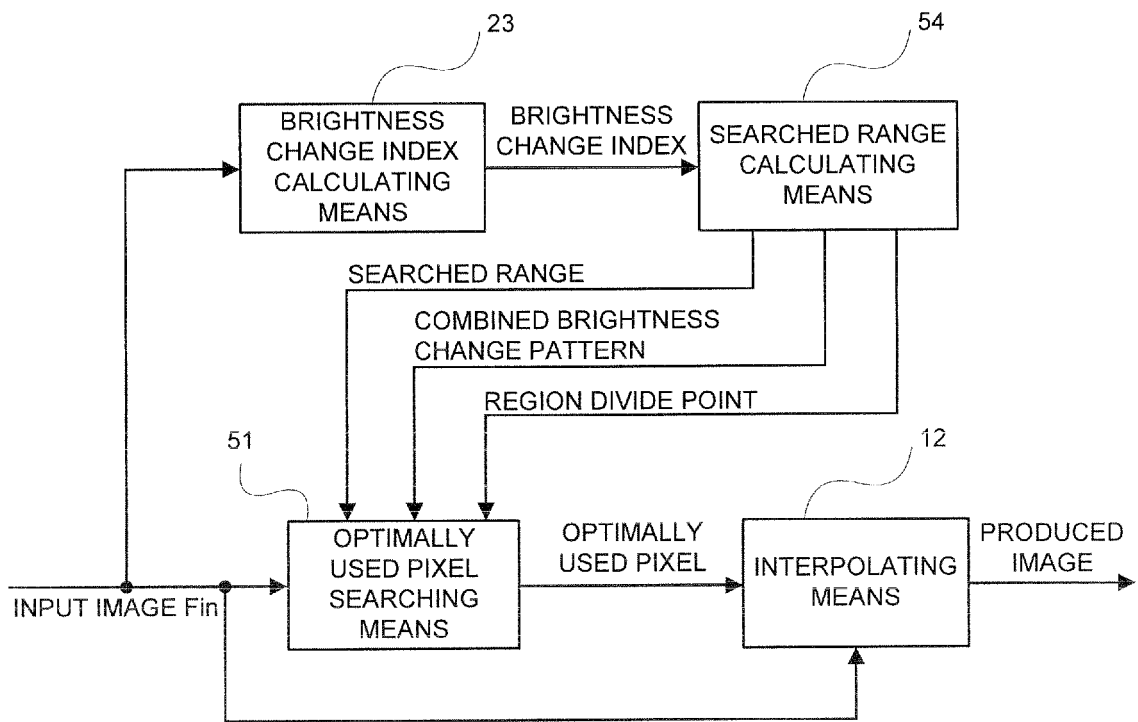 23
54
BRIGHTNESS
CHANGE INDEX
CALCULATING
MEANS
BRIGHTNESS
CHANGE INDEX
SEARCHED RANGE
CALCULATING
MEANS
SEARCHED RANGE
COMBINED BRIGHTNESS
CHANGE PATTERN
REGION DIVIDE POINT
51
12
INPUT IMAGE Fin
OPTIMALLY
USED PIXEL
SEARCHING
MEANS
OPTIMALLY
USED PIXEL
INTERPOLATING
MEANS
PRODUCED
IMAGE